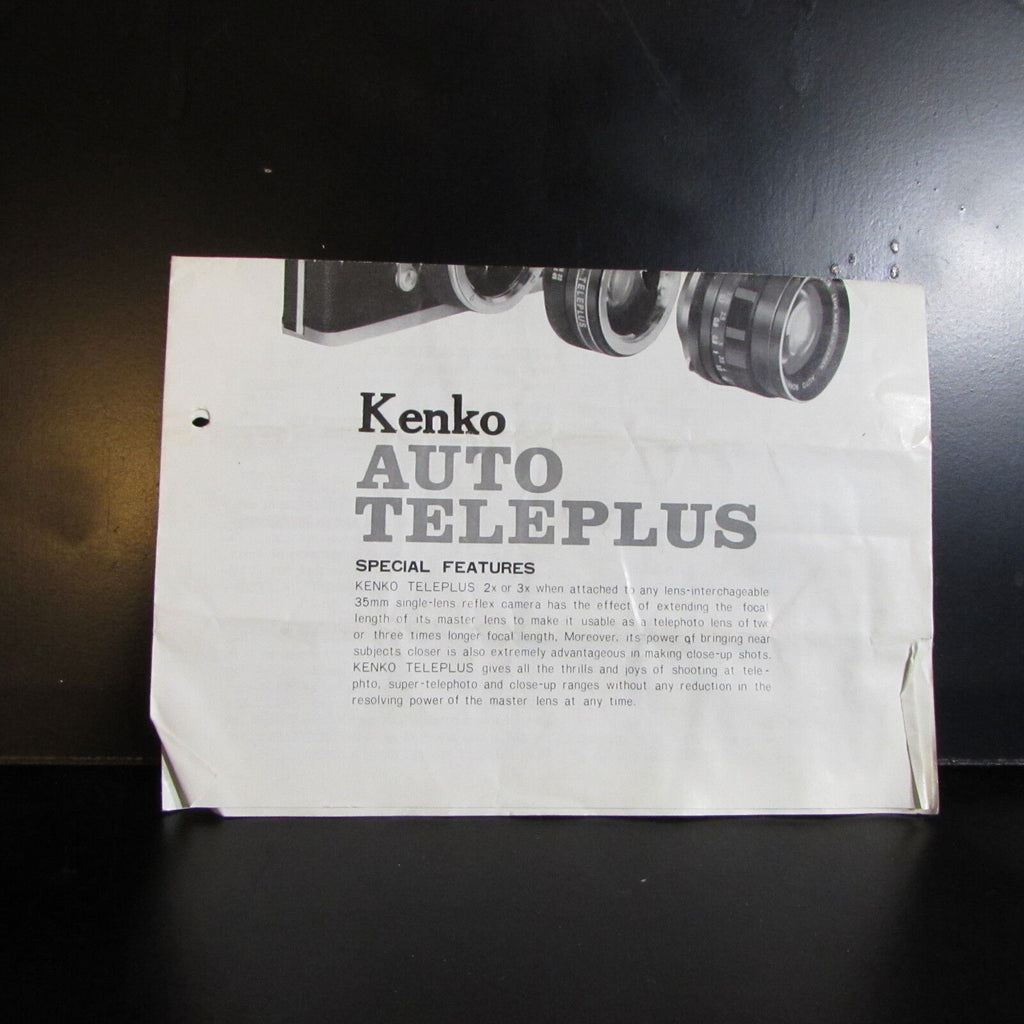 TELEPLUS
Kenko
AUTO
TELEPLUS
SPECIAL FEATURES
KENKO TELEPLUS 2x or 3x when attached to any lens-interchageable
35mm single-lens reflex camera has the effect of extending the focal
length of its master lens to make it usable as a telephoto lens of two
or three times longer focal length. Moreover, its power of bringing near
subjects closer is also extremely advantageous in making close-up shots.
KENKO TELEPLUS gives all the thrills and joys of shooting at tele-
phto, super-telephoto and close-up ranges without any reduction in the
resolving power of the master lens at any time.